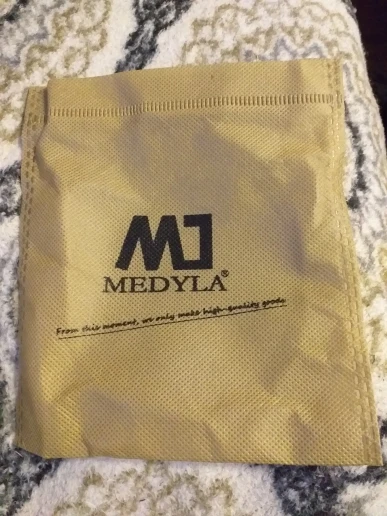 MJ
MEDYLA®
From this moment, we only make high-quality goods